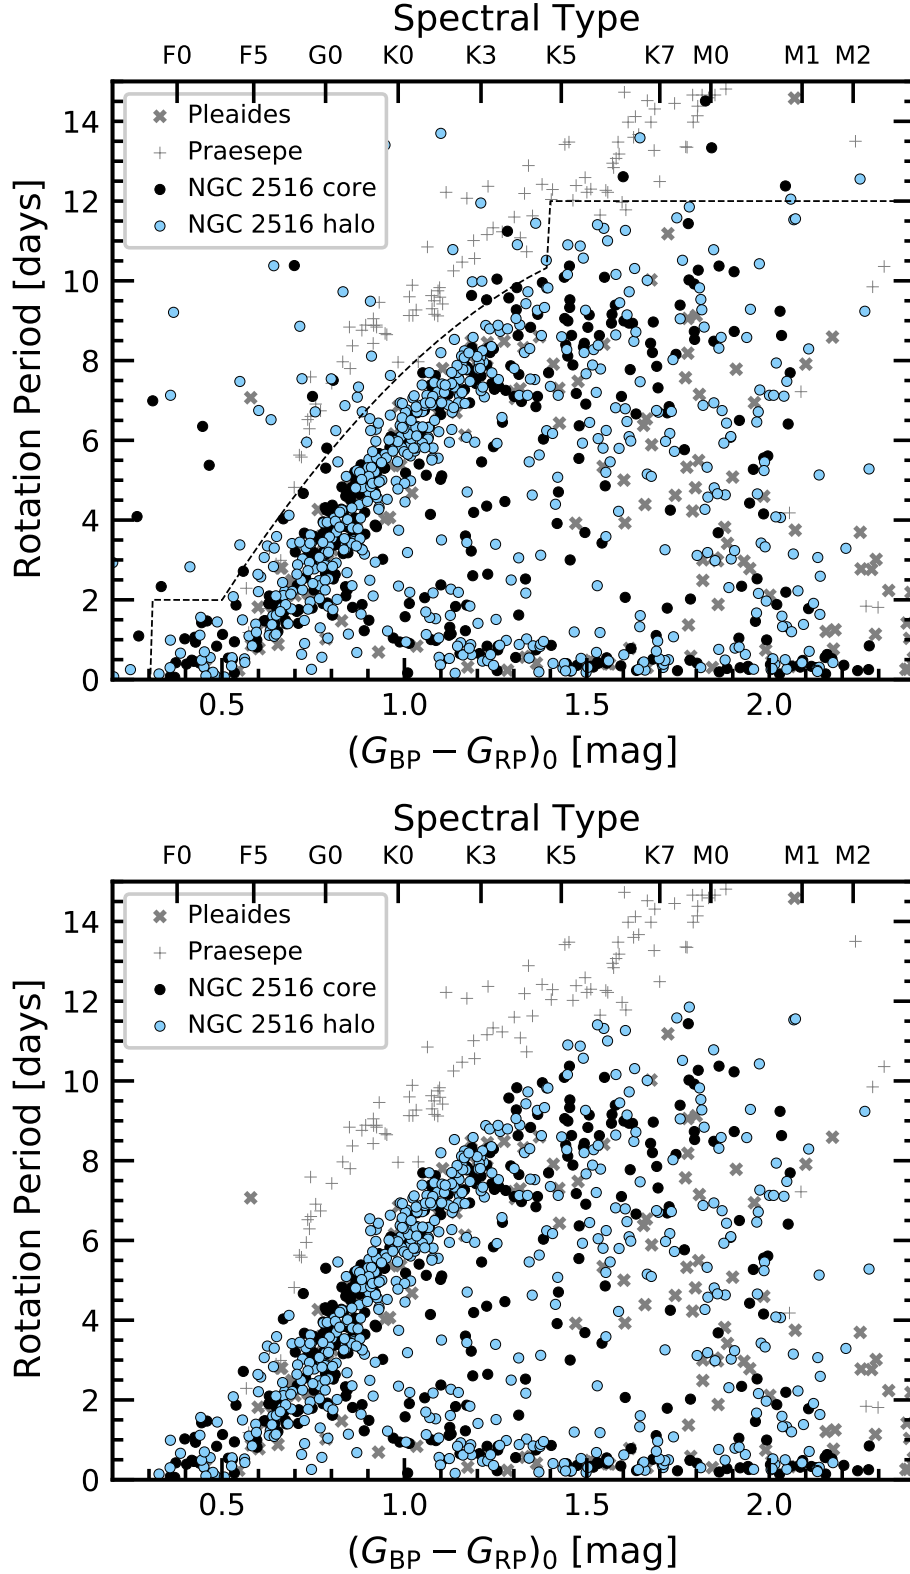 Spectral Type
F0 F5 G0 K0 K3 K5 K7 M0 M1 M2
Pleaides
Praesepe
NGC 2516 core
NGC 2516 halo
14
12
10
8
6
4
2
0
Rotation Period [days]
0.5 1.0 1.5 2.0
(G_BP − G_RP)_0 [mag]
Spectral Type
F0 F5 G0 K0 K3 K5 K7 M0 M1 M2
Pleaides
Praesepe
NGC 2516 core
NGC 2516 halo
14
12
10
8
6
4
2
0
Rotation Period [days]
0.5 1.0 1.5 2.0
(G_BP − G_RP)_0 [mag]